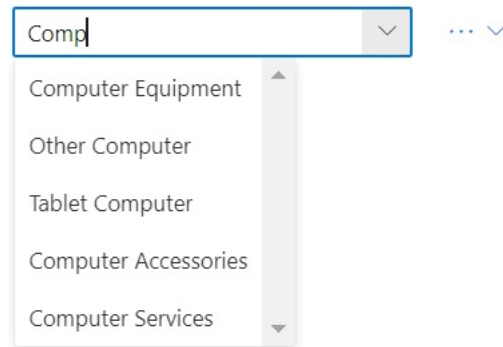 Comp
Computer Equipment
Other Computer
Tablet Computer
Computer Accessories
Computer Services